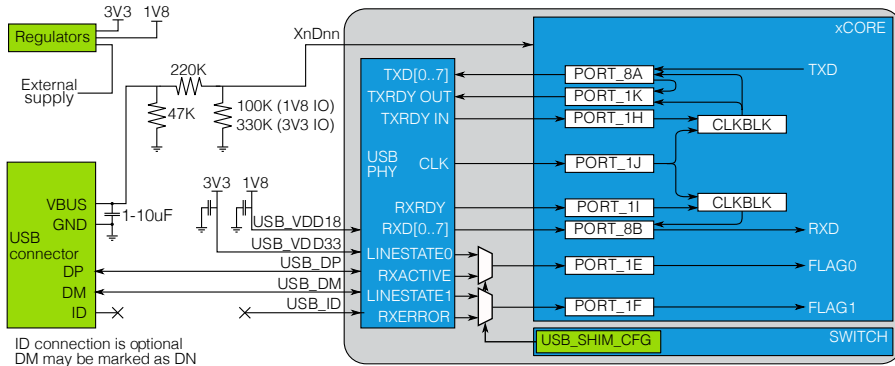 3V3 1V8
Regulators
External
supply
220K
47K
100K (1V8 IO)
330K (3V3 IO)
XnDnn
xCORE
TXD[0..7]
TXRDY OUT
TXRDY IN
USB
PHY
CLK
RXRDY
RXD[0..7]
LINESTATE0
RXACTIVE
LINESTATE1
RXERROR
PORT_8A
PORT_1K
PORT_1H
PORT_1J
PORT_1I
PORT_8B
PORT_1E
PORT_1F
CLKBLK
CLKBLK
TXD
RXD
FLAG0
FLAG1
USB_SHIM_CFG
SWITCH
VBUS
GND
USB
connector
DP
DM
ID
1-10uF
3V3 1V8
USB_VDD18
USB_VDD33
USB_DP
USB_DM
USB_ID
ID connection is optional
DM may be marked as DN